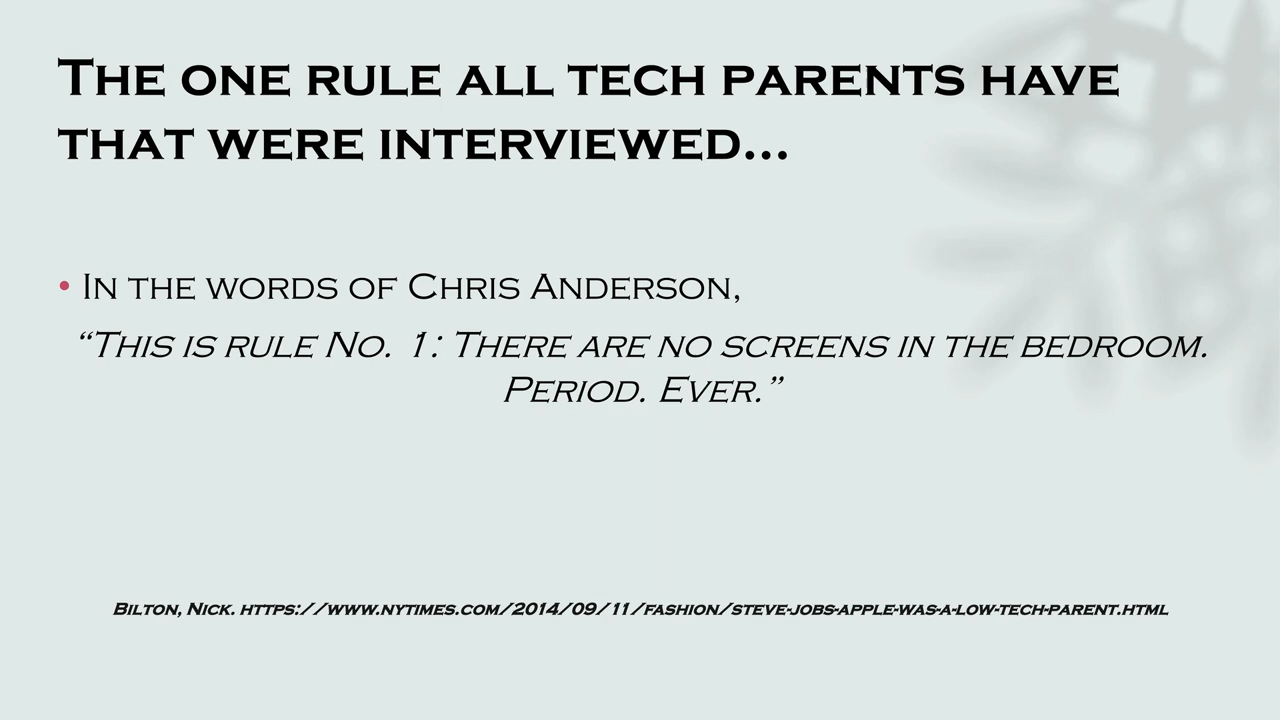 The one rule all tech parents have
that were interviewed…
• In the words of Chris Anderson,
“This is rule No. 1: There are no screens in the bedroom.
Period. Ever.”
Bilton, Nick. https://www.nytimes.com/2014/09/11/fashion/steve-jobs-apple-was-a-low-tech-parent.html